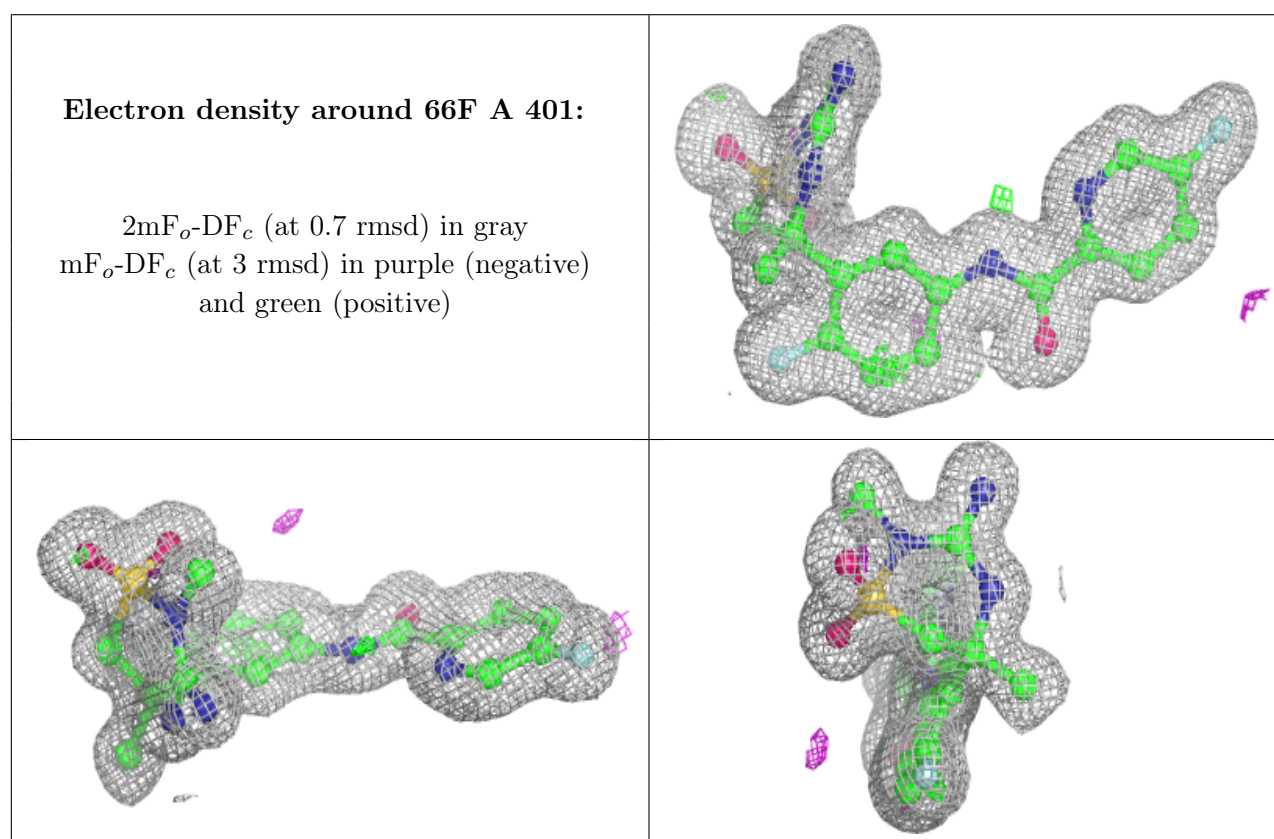 Electron density around 66F A 401:
2mFo-DFc (at 0.7 rmsd) in gray
mFo-DFc (at 3 rmsd) in purple (negative)
and green (positive)